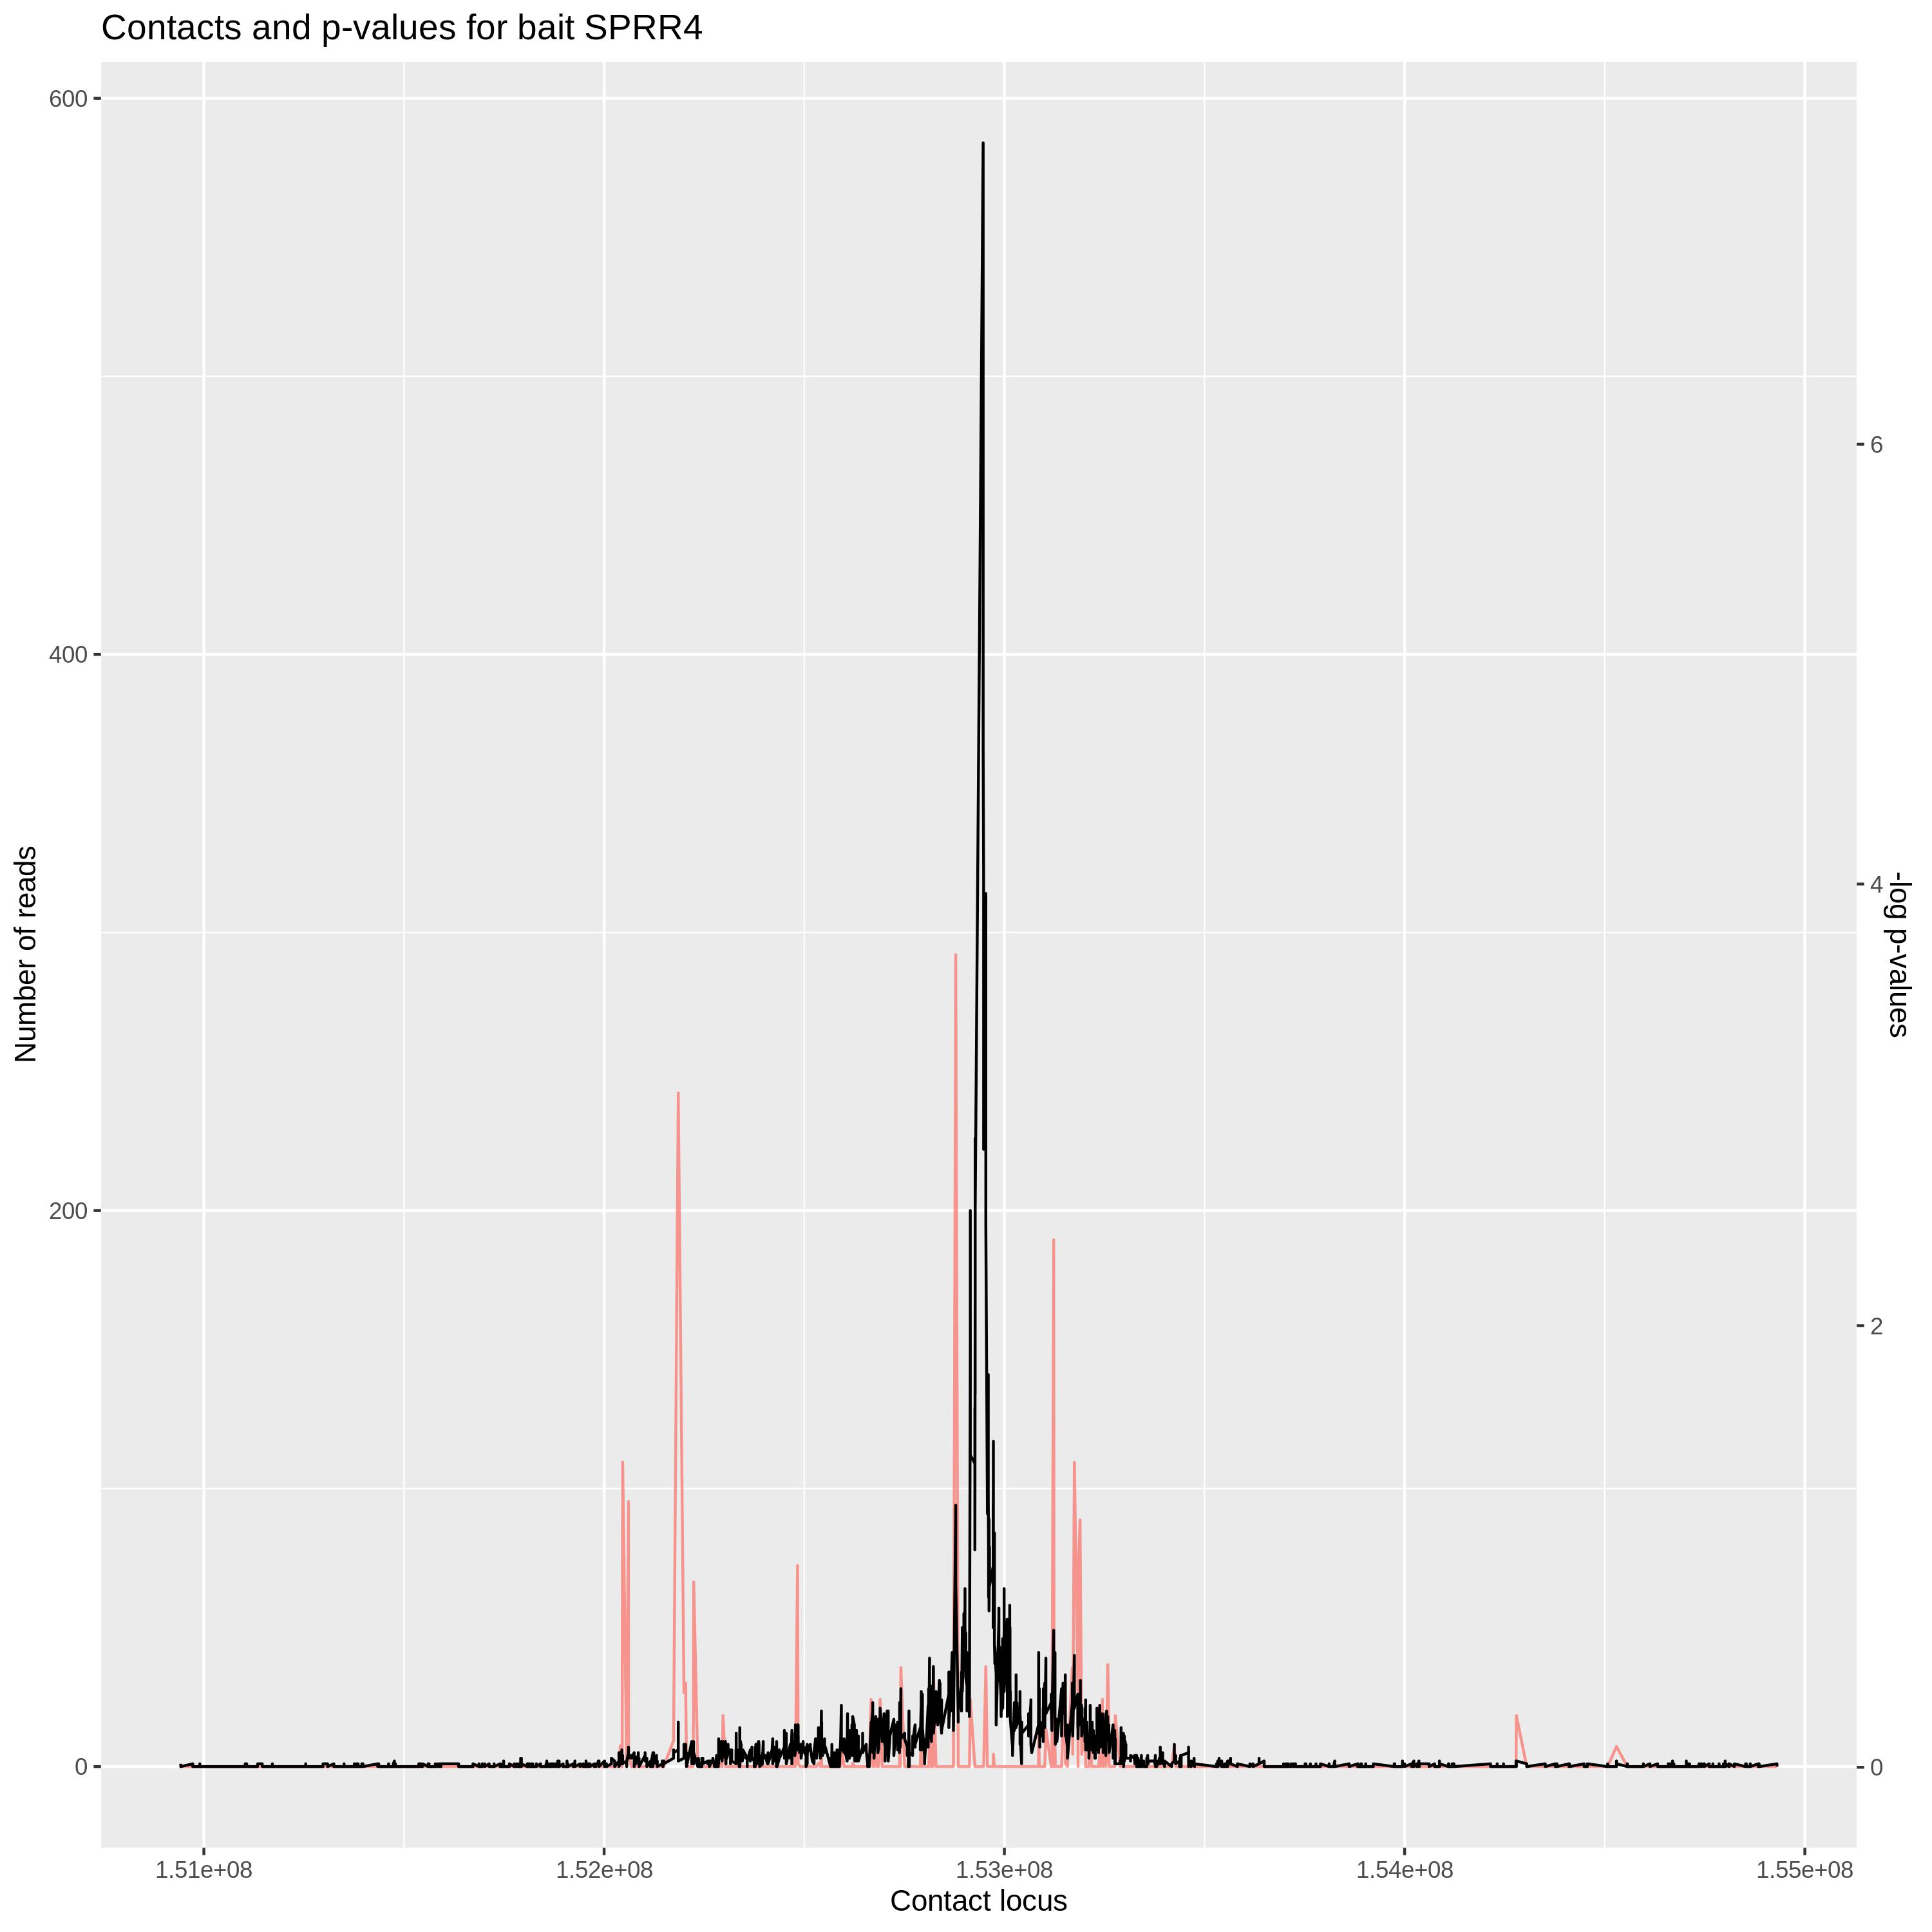 Contacts and p-values for bait SPRR4
600
400
200
0
Number of reads
6
4
2
0
-log p-values
1.51e+08
1.52e+08
1.53e+08
1.54e+08
1.55e+08
Contact locus